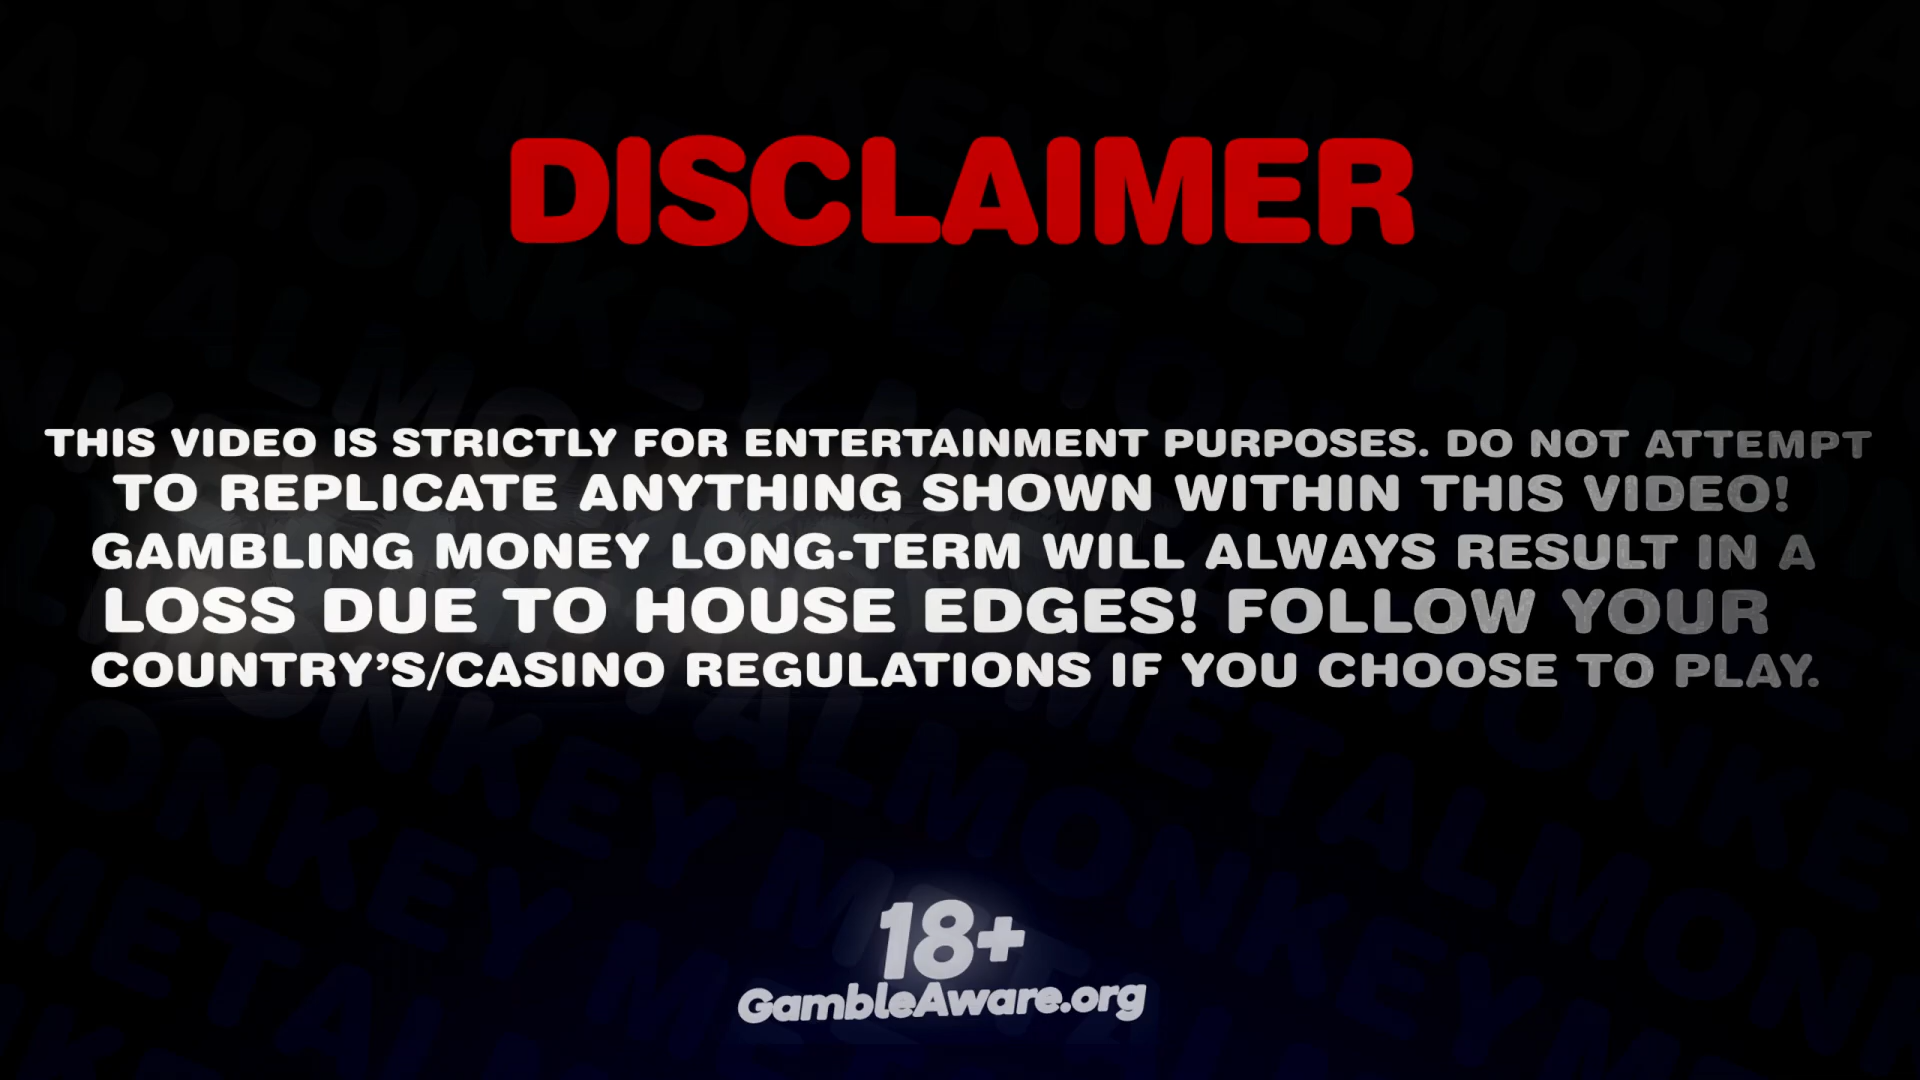 DISCLAIMER
THIS VIDEO IS STRICTLY FOR ENTERTAINMENT PURPOSES. DO NOT ATTEMPT
TO REPLICATE ANYTHING SHOWN WITHIN THIS VIDEO!
GAMBLING MONEY LONG-TERM WILL ALWAYS RESULT IN A
LOSS DUE TO HOUSE EDGES! FOLLOW YOUR
COUNTRY’S/CASINO REGULATIONS IF YOU CHOOSE TO PLAY.
18+
GambleAware.org